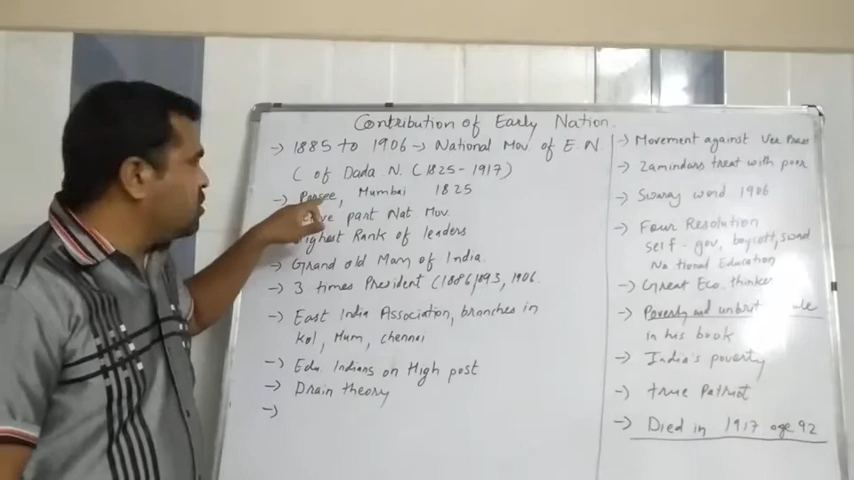 Contribution of Early Nation.
→ 1885 to 1906 → National Mov of E N
( of Dada N. ( 1825 - 1917 )
→ Parsee, Mumbai 1825
part Nat Mov.
Highest Rank of leaders
→ Grand old Man of India.
→ 3 times President (1886, 1893, 1906.
→ East India Association, branches in
Kol, Mum, chennai
→ Edu. Indians on High post
→ Drain theory
→
→ Movement against Ver Press
→ Zamindars treat with poor
→ Swaraj word 1906
→ Four Resolution
self - gov, boycott, swad
National Education
→ Great Eco. thinker
→ Poverty and unbrit
in his book
→ India's poverty
→ true Patriot
→ Died in 1917 age 92